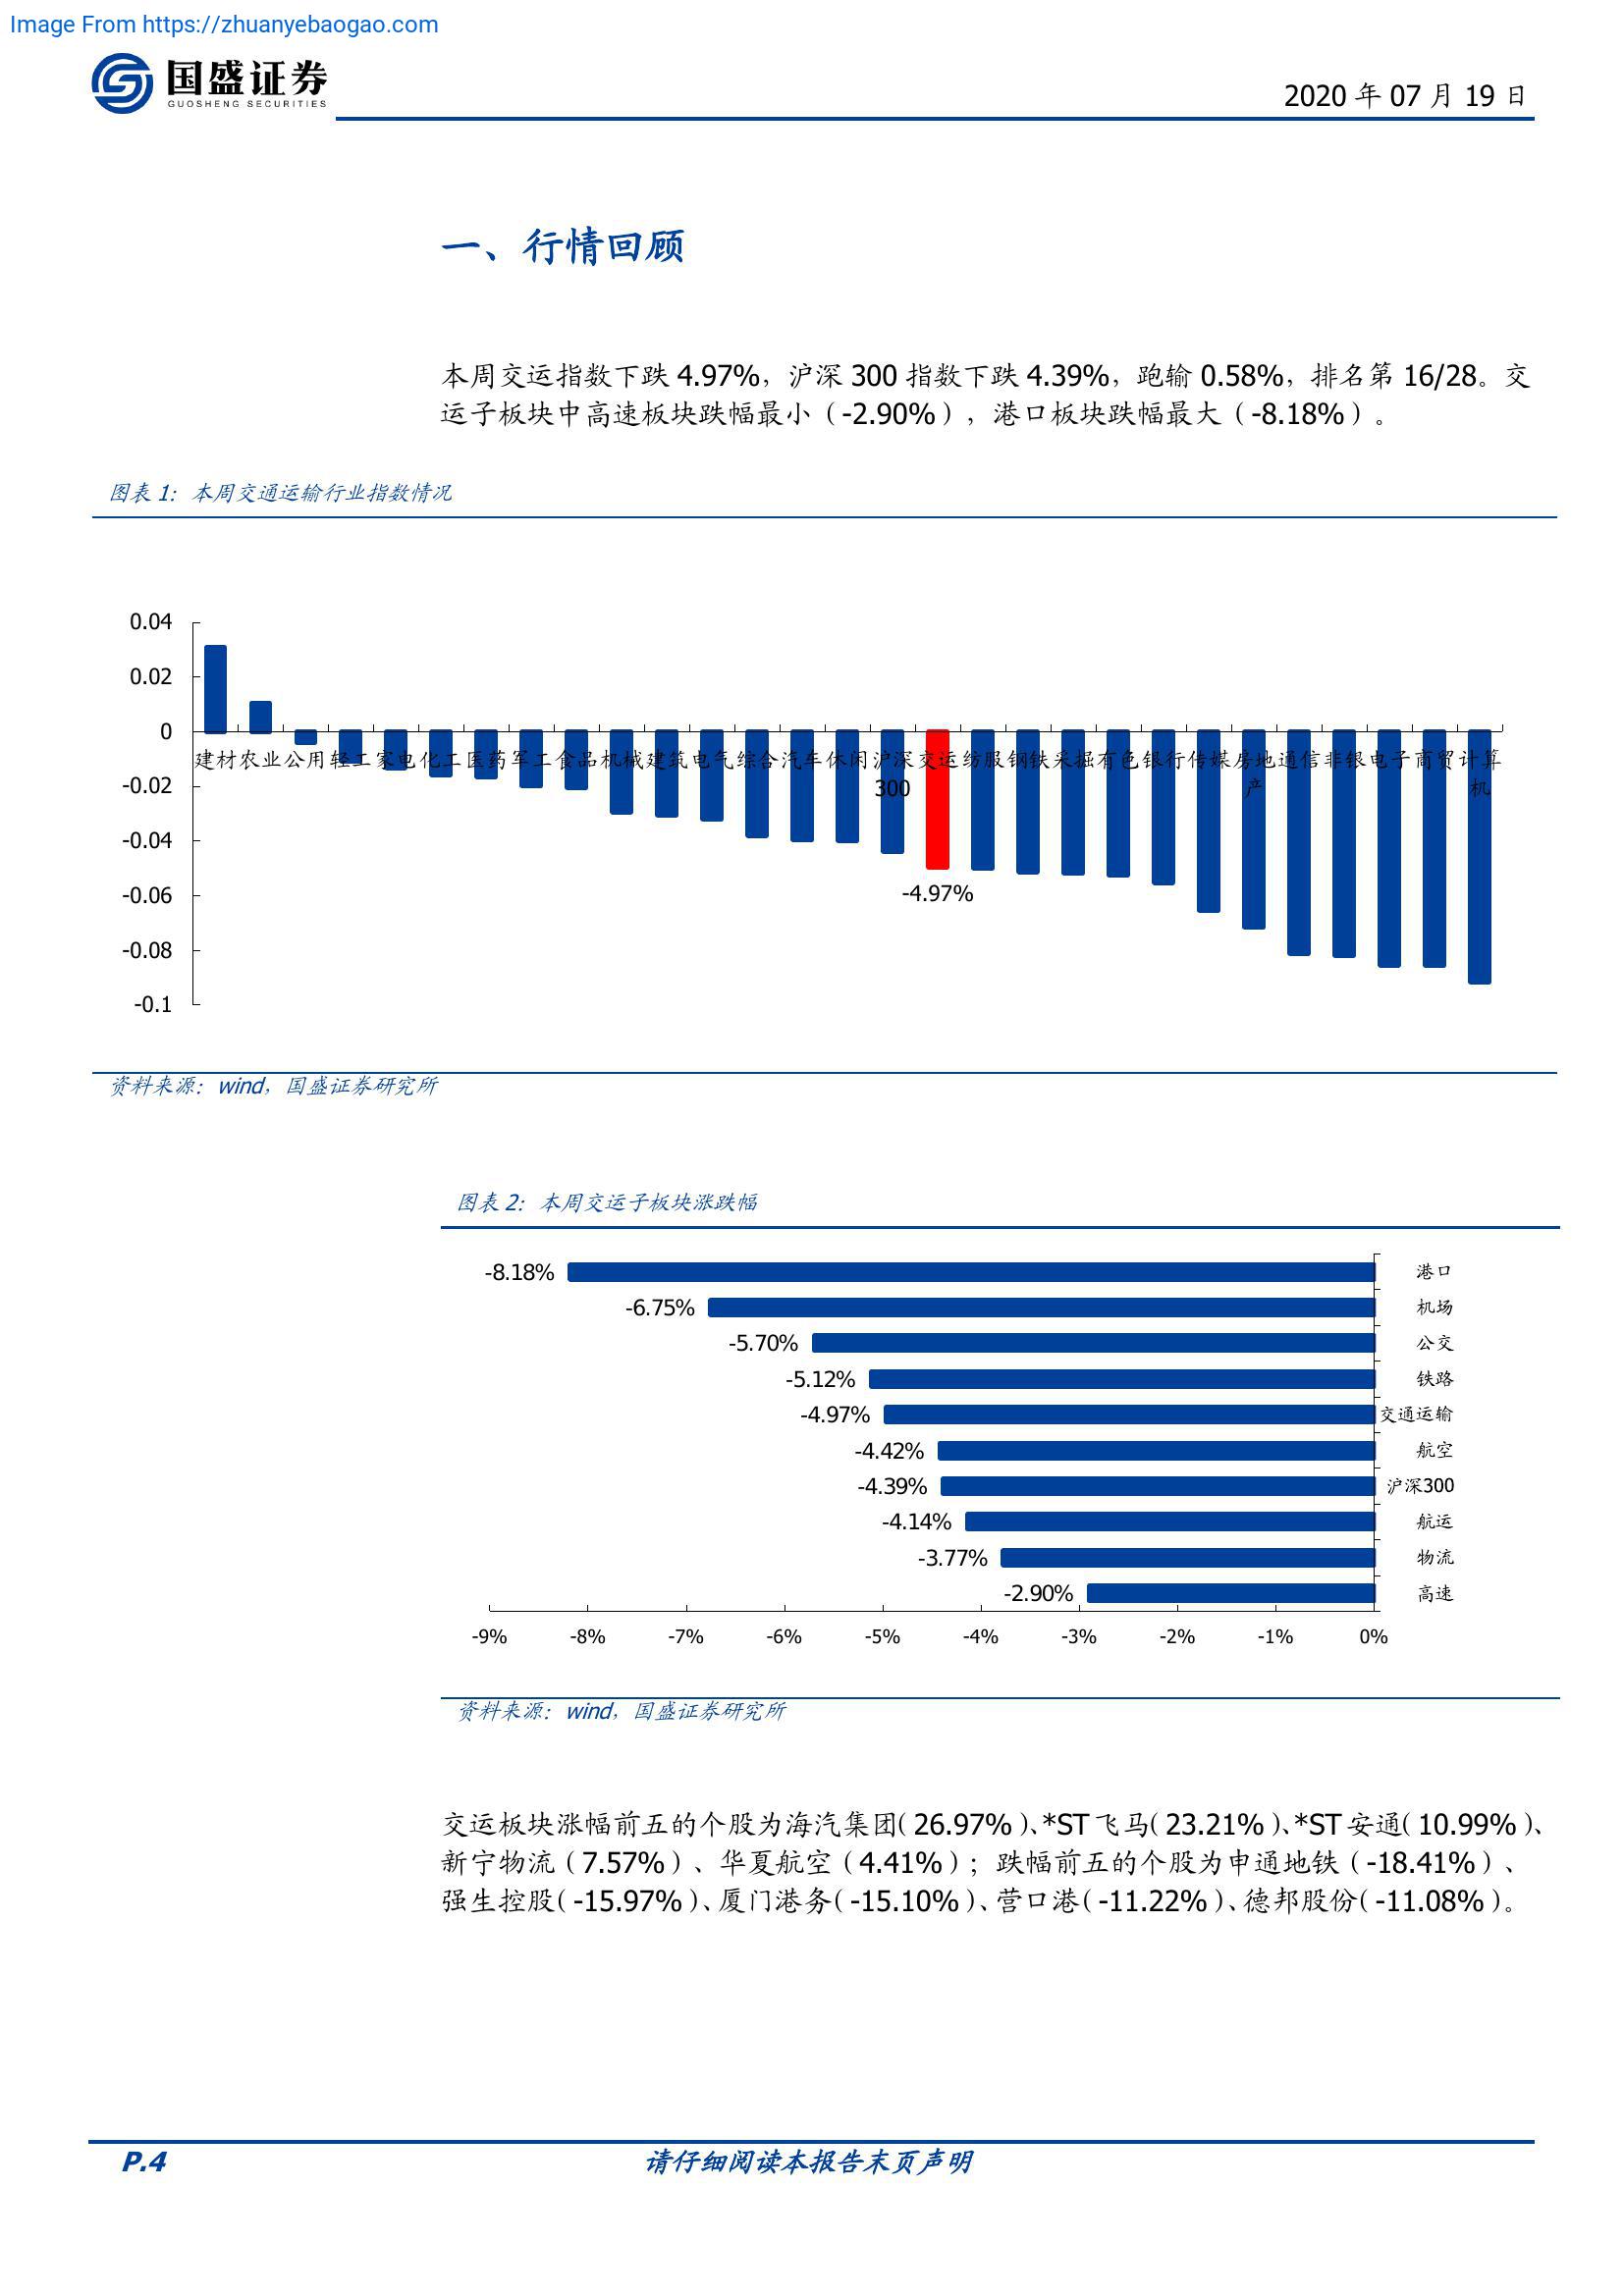 Image From https://zhuanyebaogao.com
国盛证券
GUOSHENG SECURITIES
2020 年 07 月 19 日
一、行情回顾
本周交运指数下跌 4.97%，沪深 300 指数下跌 4.39%，跑输 0.58%，排名第 16/28。交
运子板块中高速板块跌幅最小（-2.90%），港口板块跌幅最大（-8.18%）。
图表 1：本周交通运输行业指数情况
0.04
0.02
0
建材 农业 公用 轻工 家电 化工 医药 军工 食品 机械 建筑 电气 综合 汽车 休闲 沪深 交运 纺服 钢铁 采掘 有色 银行 传媒 房地 通信 非银 电子 商贸 计算
300 产 机
-0.02
-0.04
-0.06
-4.97%
-0.08
-0.1
资料来源：wind，国盛证券研究所
图表 2：本周交运子板块涨跌幅
-8.18% 港口
-6.75% 机场
-5.70% 公交
-5.12% 铁路
-4.97% 交通运输
-4.42% 航空
-4.39% 沪深300
-4.14% 航运
-3.77% 物流
-2.90% 高速
-9% -8% -7% -6% -5% -4% -3% -2% -1% 0%
资料来源：wind，国盛证券研究所
交运板块涨幅前五的个股为海汽集团（26.97%）、*ST 飞马（23.21%）、*ST 安通（10.99%）、
新宁物流（7.57%）、华夏航空（4.41%）；跌幅前五的个股为申通地铁（-18.41%）、
强生控股（-15.97%）、厦门港务（-15.10%）、营口港（-11.22%）、德邦股份（-11.08%）。
P.4
请仔细阅读本报告末页声明